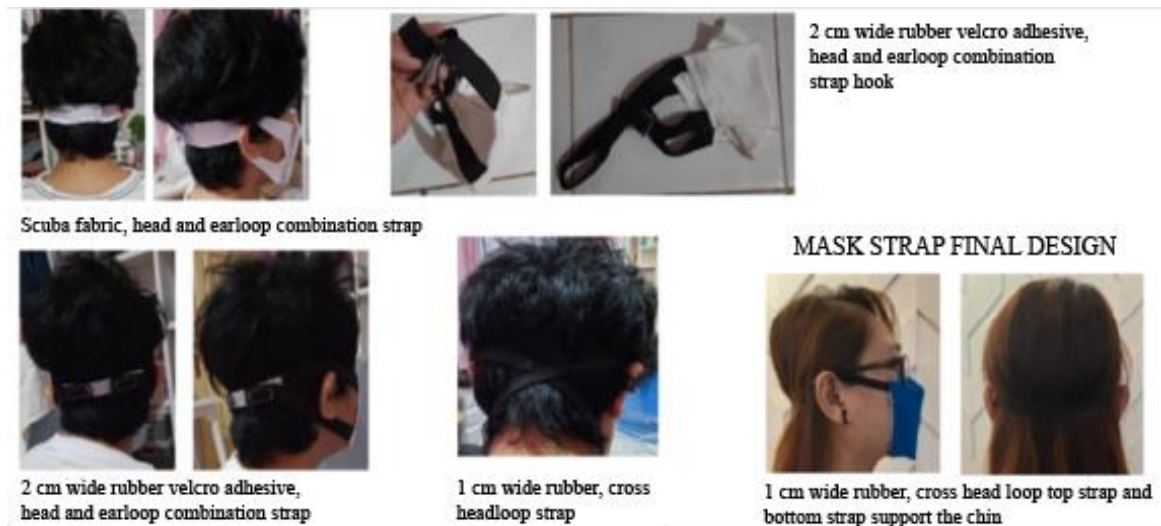 2 cm wide rubber velcro adhesive,
head and earloop combination
strap hook
Scuba fabric, head and earloop combination strap
MASK STRAP FINAL DESIGN
2 cm wide rubber velcro adhesive,
head and earloop combination strap
1 cm wide rubber, cross
headloop strap
1 cm wide rubber, cross head loop top strap and
bottom strap support the chin